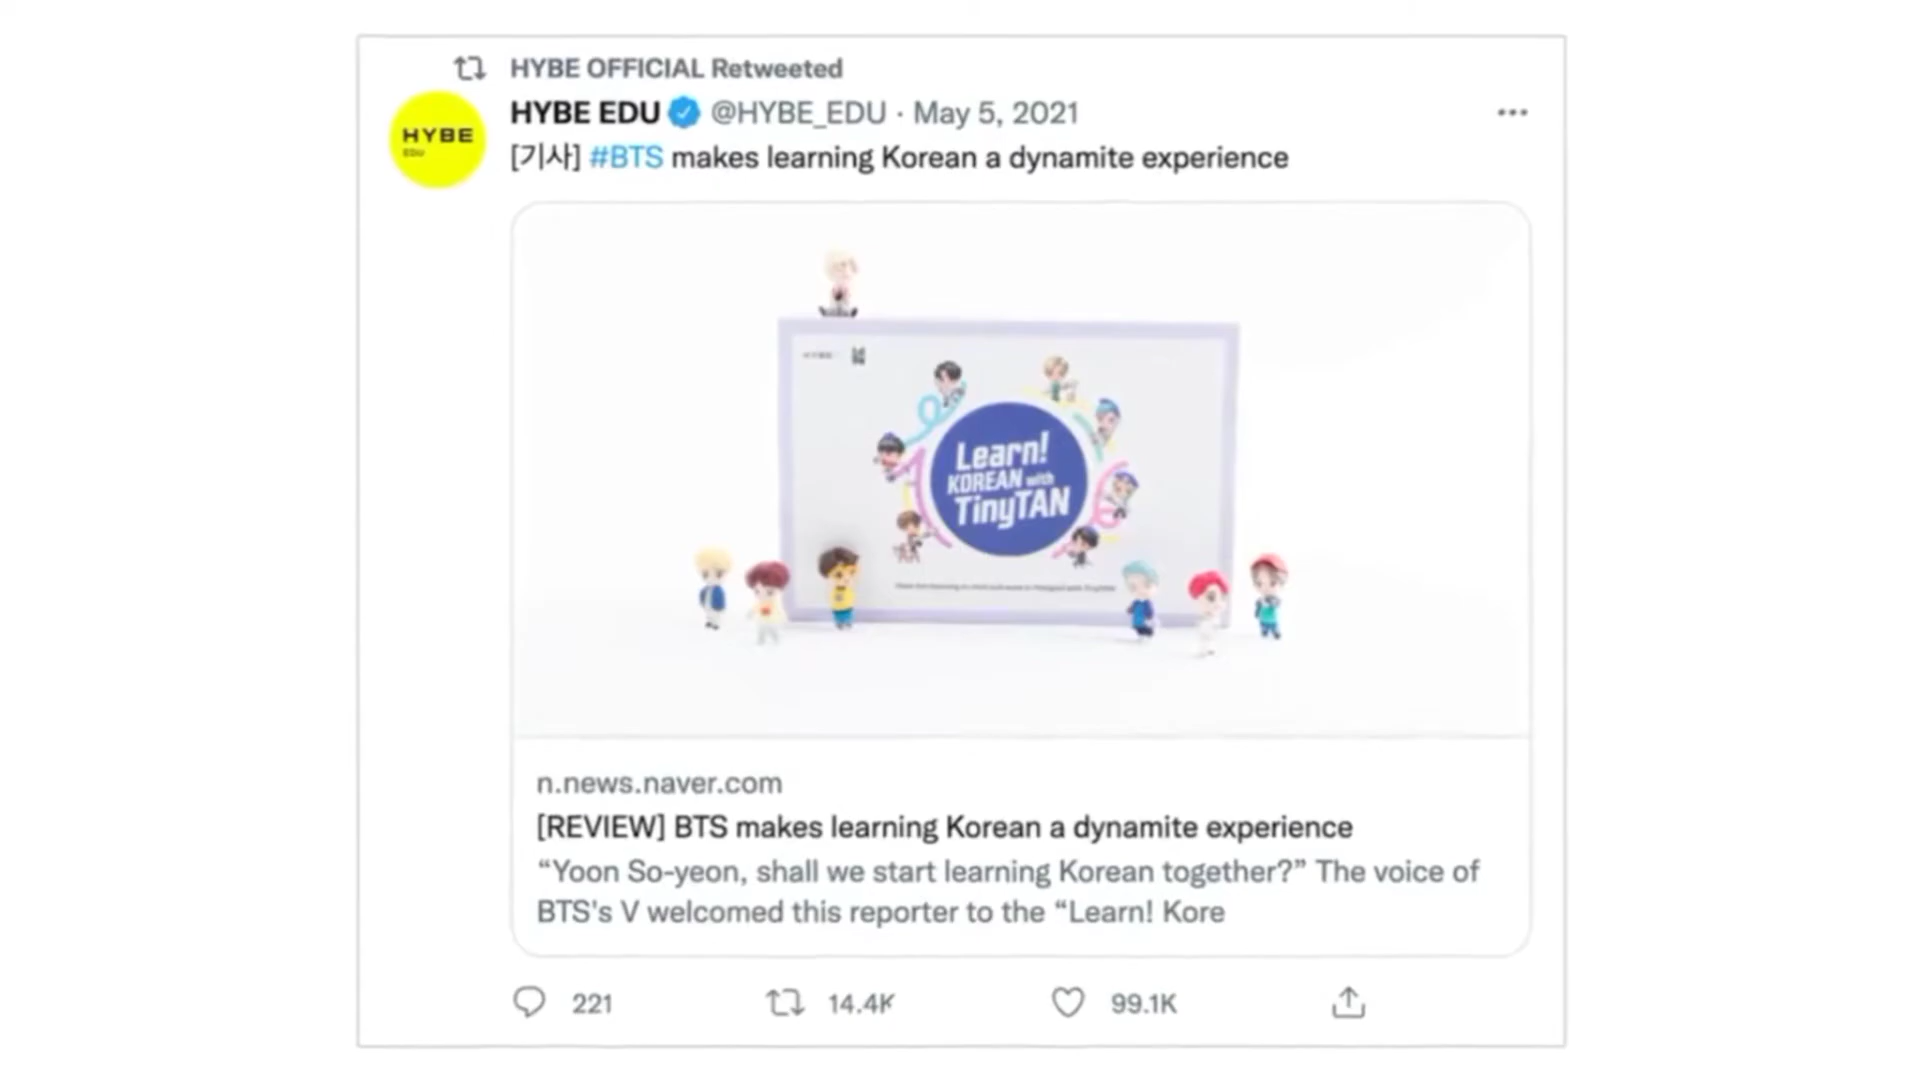 HYBE OFFICIAL Retweeted
HYBE EDU @HYBE_EDU · May 5, 2021
HYBE
EDU
[기사] #BTS makes learning Korean a dynamite experience
HYBE
Learn!
KOREAN with
TinyTAN
n.news.naver.com
[REVIEW] BTS makes learning Korean a dynamite experience
“Yoon So-yeon, shall we start learning Korean together?” The voice of
BTS's V welcomed this reporter to the “Learn! Kore
221
14.4K
99.1K